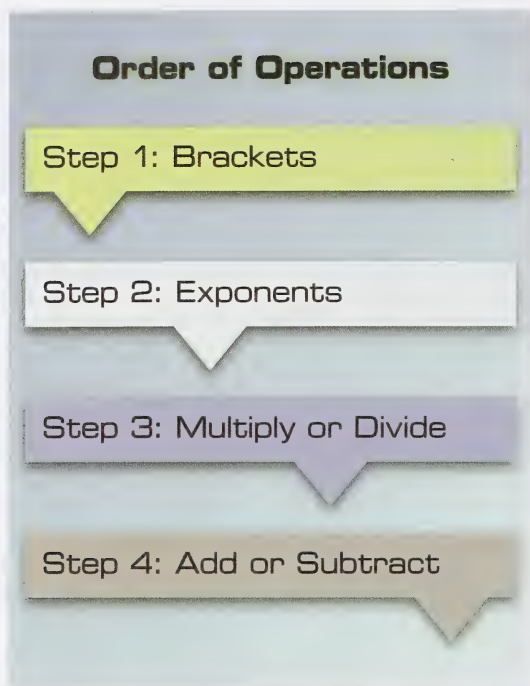 Order of Operations
Step 1: Brackets
Step 2: Exponents
Step 3: Multiply or Divide
Step 4: Add or Subtract